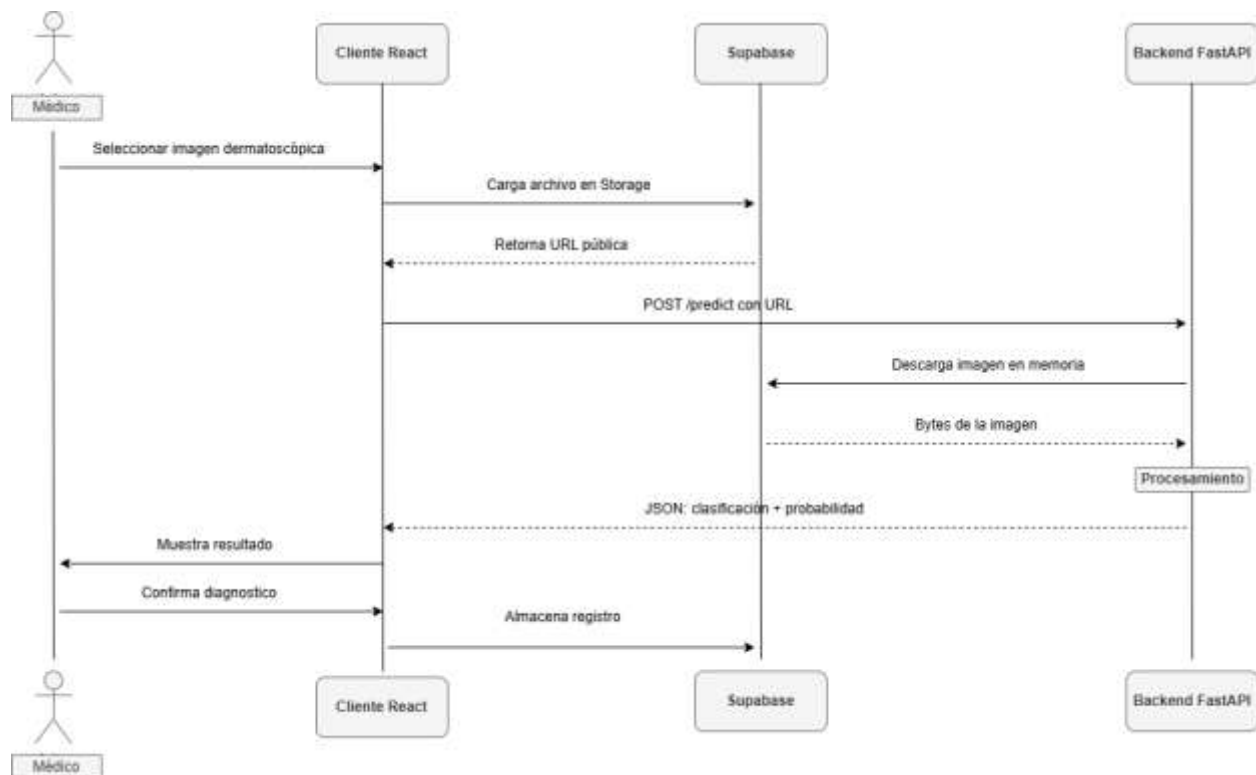 Cliente React
Supabase
Backend FastAPI
Médico
Seleccionar imagen dermatoscópica
Carga archivo en Storage
Retorna URL pública
POST /predict con URL
Descarga imagen en memoria
Bytes de la imagen
Procesamiento
JSON: clasificación + probabilidad
Muestra resultado
Confirma diagnostico
Almacena registro
Cliente React
Supabase
Backend FastAPI
Médico